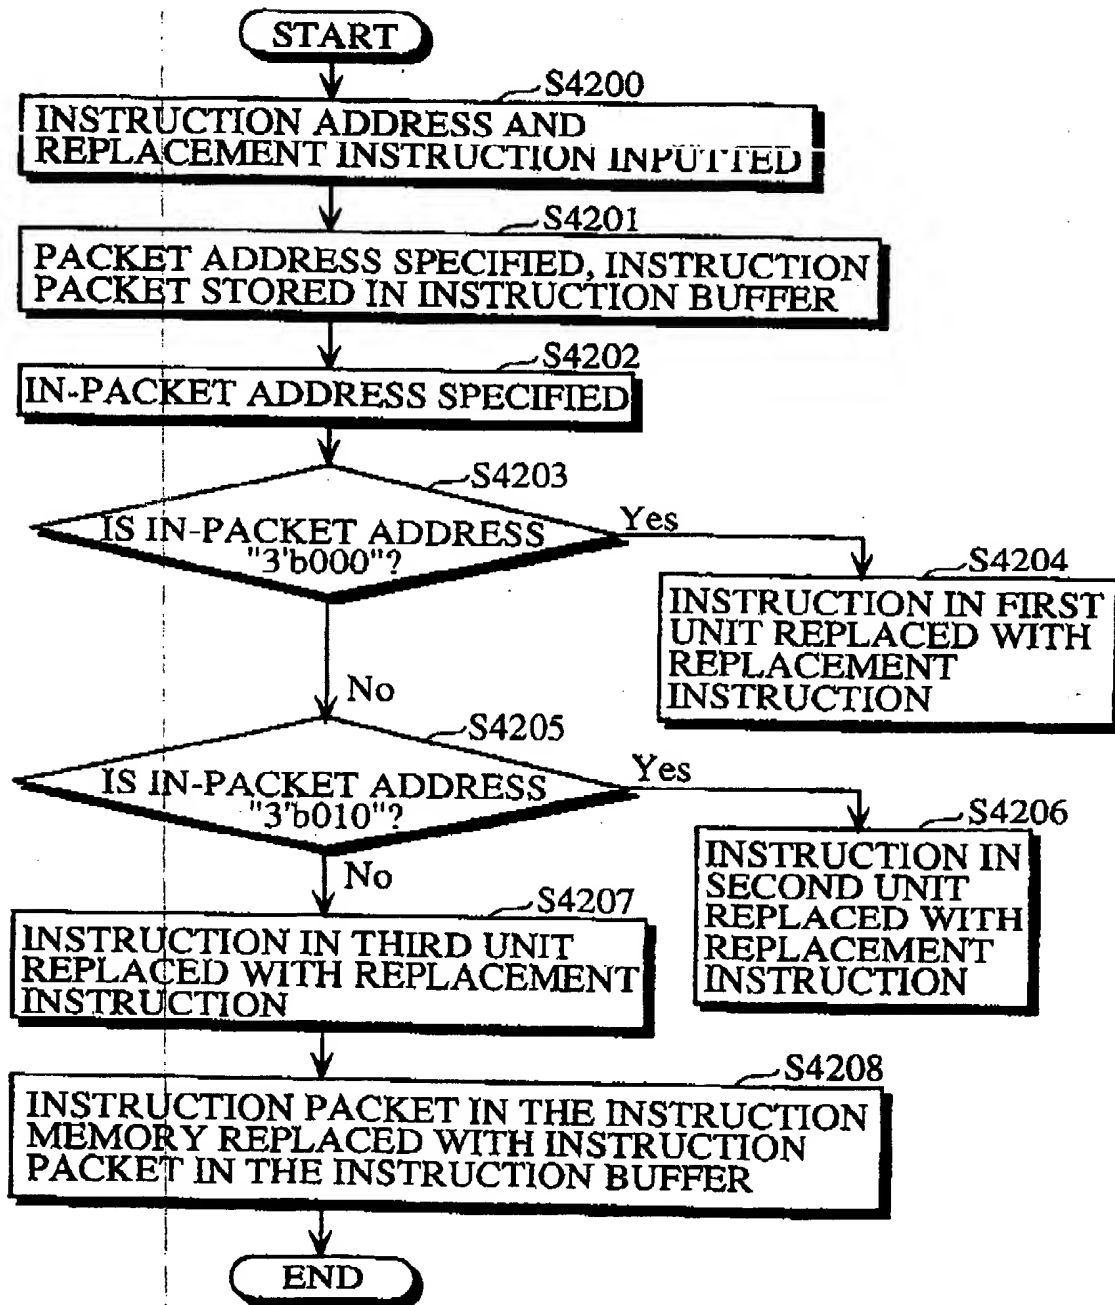 START
S4200
INSTRUCTION ADDRESS AND
REPLACEMENT INSTRUCTION INPUTTED
S4201
PACKET ADDRESS SPECIFIED, INSTRUCTION
PACKET STORED IN INSTRUCTION BUFFER
S4202
IN-PACKET ADDRESS SPECIFIED
S4203
IS IN-PACKET ADDRESS
"3'b000"?
Yes
S4204
INSTRUCTION IN FIRST
UNIT REPLACED WITH
REPLACEMENT
INSTRUCTION
No
S4205
IS IN-PACKET ADDRESS
"3'b010"?
Yes
S4206
INSTRUCTION IN
SECOND UNIT
REPLACED WITH
REPLACEMENT
INSTRUCTION
No
S4207
INSTRUCTION IN THIRD UNIT
REPLACED WITH REPLACEMENT
INSTRUCTION
S4208
INSTRUCTION PACKET IN THE INSTRUCTION
MEMORY REPLACED WITH INSTRUCTION
PACKET IN THE INSTRUCTION BUFFER
END